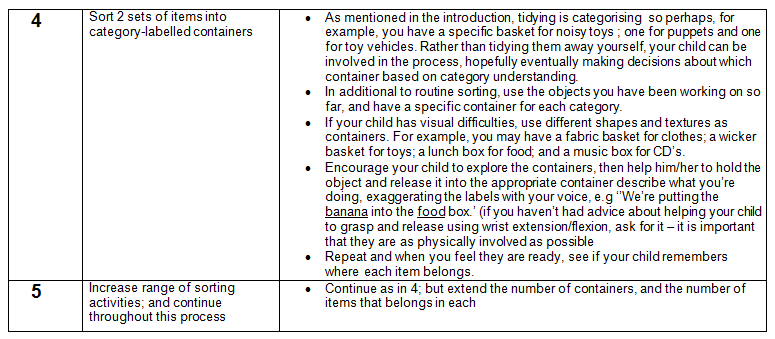 4
Sort 2 sets of items into
category-labelled containers
• As mentioned in the introduction, tidying is categorising so perhaps, for
example, you have a specific basket for noisy toys ; one for puppets and one
for toy vehicles. Rather than tidying them away yourself, your child can be
involved in the process, hopefully eventually making decisions about which
container based on category understanding.
• In additional to routine sorting, use the objects you have been working on so
far, and have a specific container for each category.
• If your child has visual difficulties, use different shapes and textures as
containers. For example, you may have a fabric basket for clothes; a wicker
basket for toys; a lunch box for food; and a music box for CD's.
• Encourage your child to explore the containers, then help him/her to hold the
object and release it into the appropriate container describe what you're
doing, exaggerating the labels with your voice, e.g ‘'We're putting the
banana into the food box.' (if you haven't had advice about helping your child
to grasp and release using wrist extension/flexion, ask for it – it is important
that they are as physically involved as possible
• Repeat and when you feel they are ready, see if your child remembers
where each item belongs.
5
Increase range of sorting
activities; and continue
throughout this process
• Continue as in 4; but extend the number of containers, and the number of
items that belongs in each